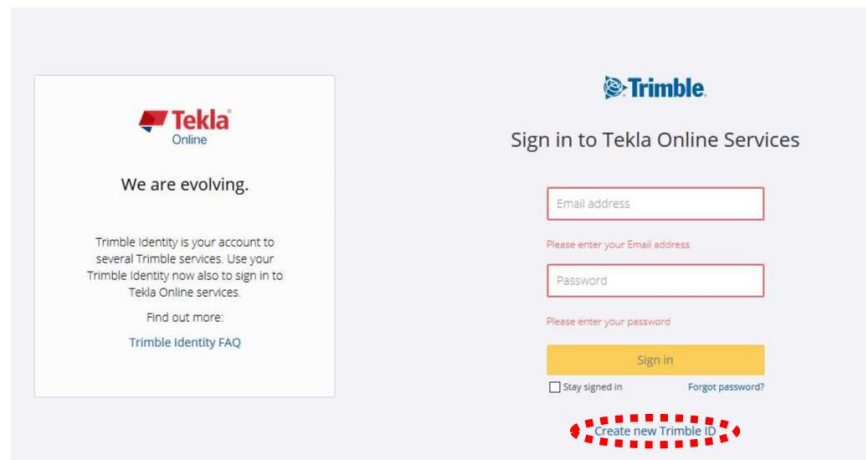 Tekla
Online
We are evolving.
Trimble Identity is your account to
several Trimble services. Use your
Trimble Identity now also to sign in to
Tekla Online services.
Find out more:
Trimble Identity FAQ
Trimble.
Sign in to Tekla Online Services
Email address
Please enter your Email address
Password
Please enter your password
Sign in
Stay signed in Forgot password?
Create new Trimble ID